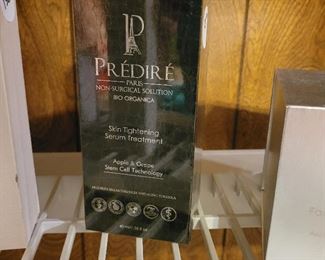 PRÉDIRÉ
PARIS
NON-SURGICAL SOLUTION
BIO ORGANICA
Skin Tightening
Serum Treatment
Apple & Grape
Stem Cell Technology